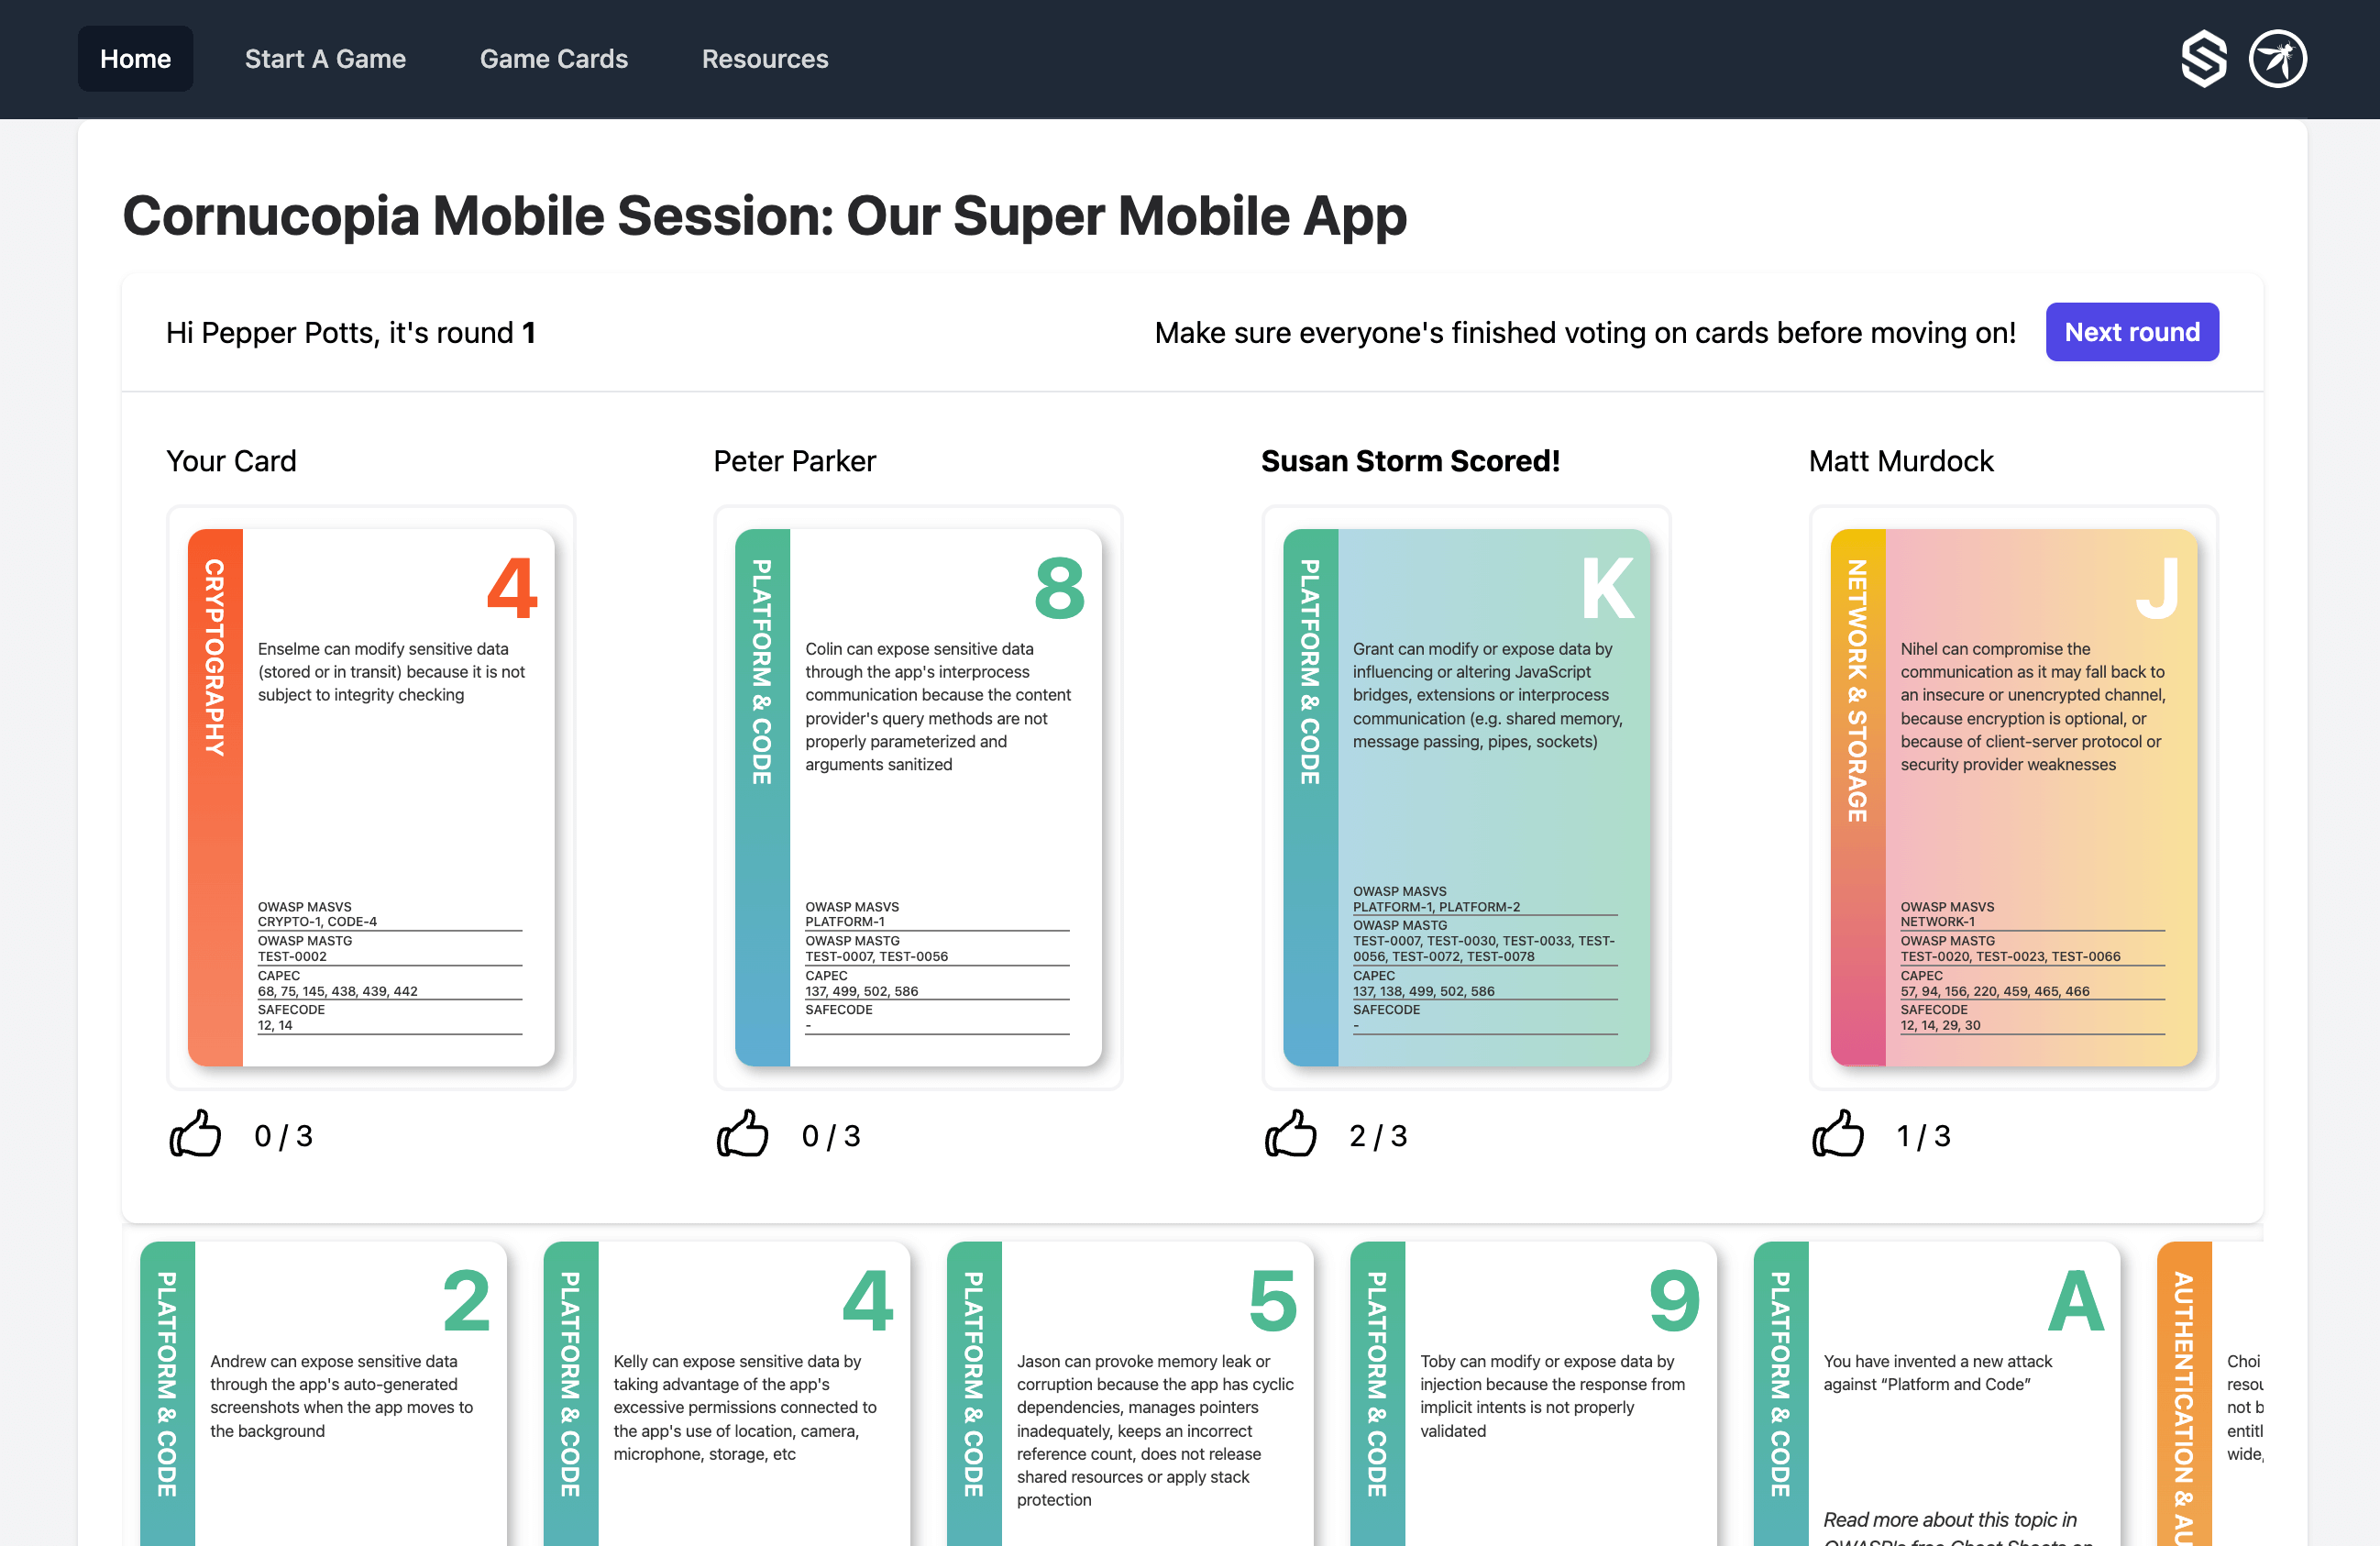 Home
Start A Game
Game Cards
Resources
Cornucopia Mobile Session: Our Super Mobile App
Hi Pepper Potts, it's round 1
Make sure everyone's finished voting on cards before moving on!
Next round
Your Card
CRYPTOGRAPHY
4
Enselme can modify sensitive data
(stored or in transit) because it is not
subject to integrity checking
OWASP MASVS
CRYPTO-1, CODE-4
OWASP MASTG
TEST-0002
CAPEC
68, 75, 145, 438, 439, 442
SAFECODE
12, 14
0 / 3
Peter Parker
PLATFORM & CODE
8
Colin can expose sensitive data
through the app's interprocess
communication because the content
provider's query methods are not
properly parameterized and
arguments sanitized
OWASP MASVS
PLATFORM-1
OWASP MASTG
TEST-0007, TEST-0056
CAPEC
137, 499, 502, 586
SAFECODE
-
0 / 3
Susan Storm Scored!
PLATFORM & CODE
K
Grant can modify or expose data by
influencing or altering JavaScript
bridges, extensions or interprocess
communication (e.g. shared memory,
message passing, pipes, sockets)
OWASP MASVS
PLATFORM-1, PLATFORM-2
OWASP MASTG
TEST-0007, TEST-0030, TEST-0033, TEST-
0056, TEST-0072, TEST-0078
CAPEC
137, 138, 499, 502, 586
SAFECODE
-
2 / 3
Matt Murdock
NETWORK & STORAGE
J
Nihel can compromise the
communication as it may fall back to
an insecure or unencrypted channel,
because encryption is optional, or
because of client-server protocol or
security provider weaknesses
OWASP MASVS
NETWORK-1
OWASP MASTG
TEST-0020, TEST-0023, TEST-0066
CAPEC
57, 94, 156, 220, 459, 465, 466
SAFECODE
12, 14, 29, 30
1 / 3
PLATFORM & CODE
2
Andrew can expose sensitive data
through the app's auto-generated
screenshots when the app moves to
the background
PLATFORM & CODE
4
Kelly can expose sensitive data by
taking advantage of the app's
excessive permissions connected to
the app's use of location, camera,
microphone, storage, etc
PLATFORM & CODE
5
Jason can provoke memory leak or
corruption because the app has cyclic
dependencies, manages pointers
inadequately, keeps an incorrect
reference count, does not release
shared resources or apply stack
protection
PLATFORM & CODE
9
Toby can modify or expose data by
injection because the response from
implicit intents is not properly
validated
PLATFORM & CODE
A
You have invented a new attack
against “Platform and Code”
Read more about this topic in
AUTHENTICATION &
Choi
not
wide,